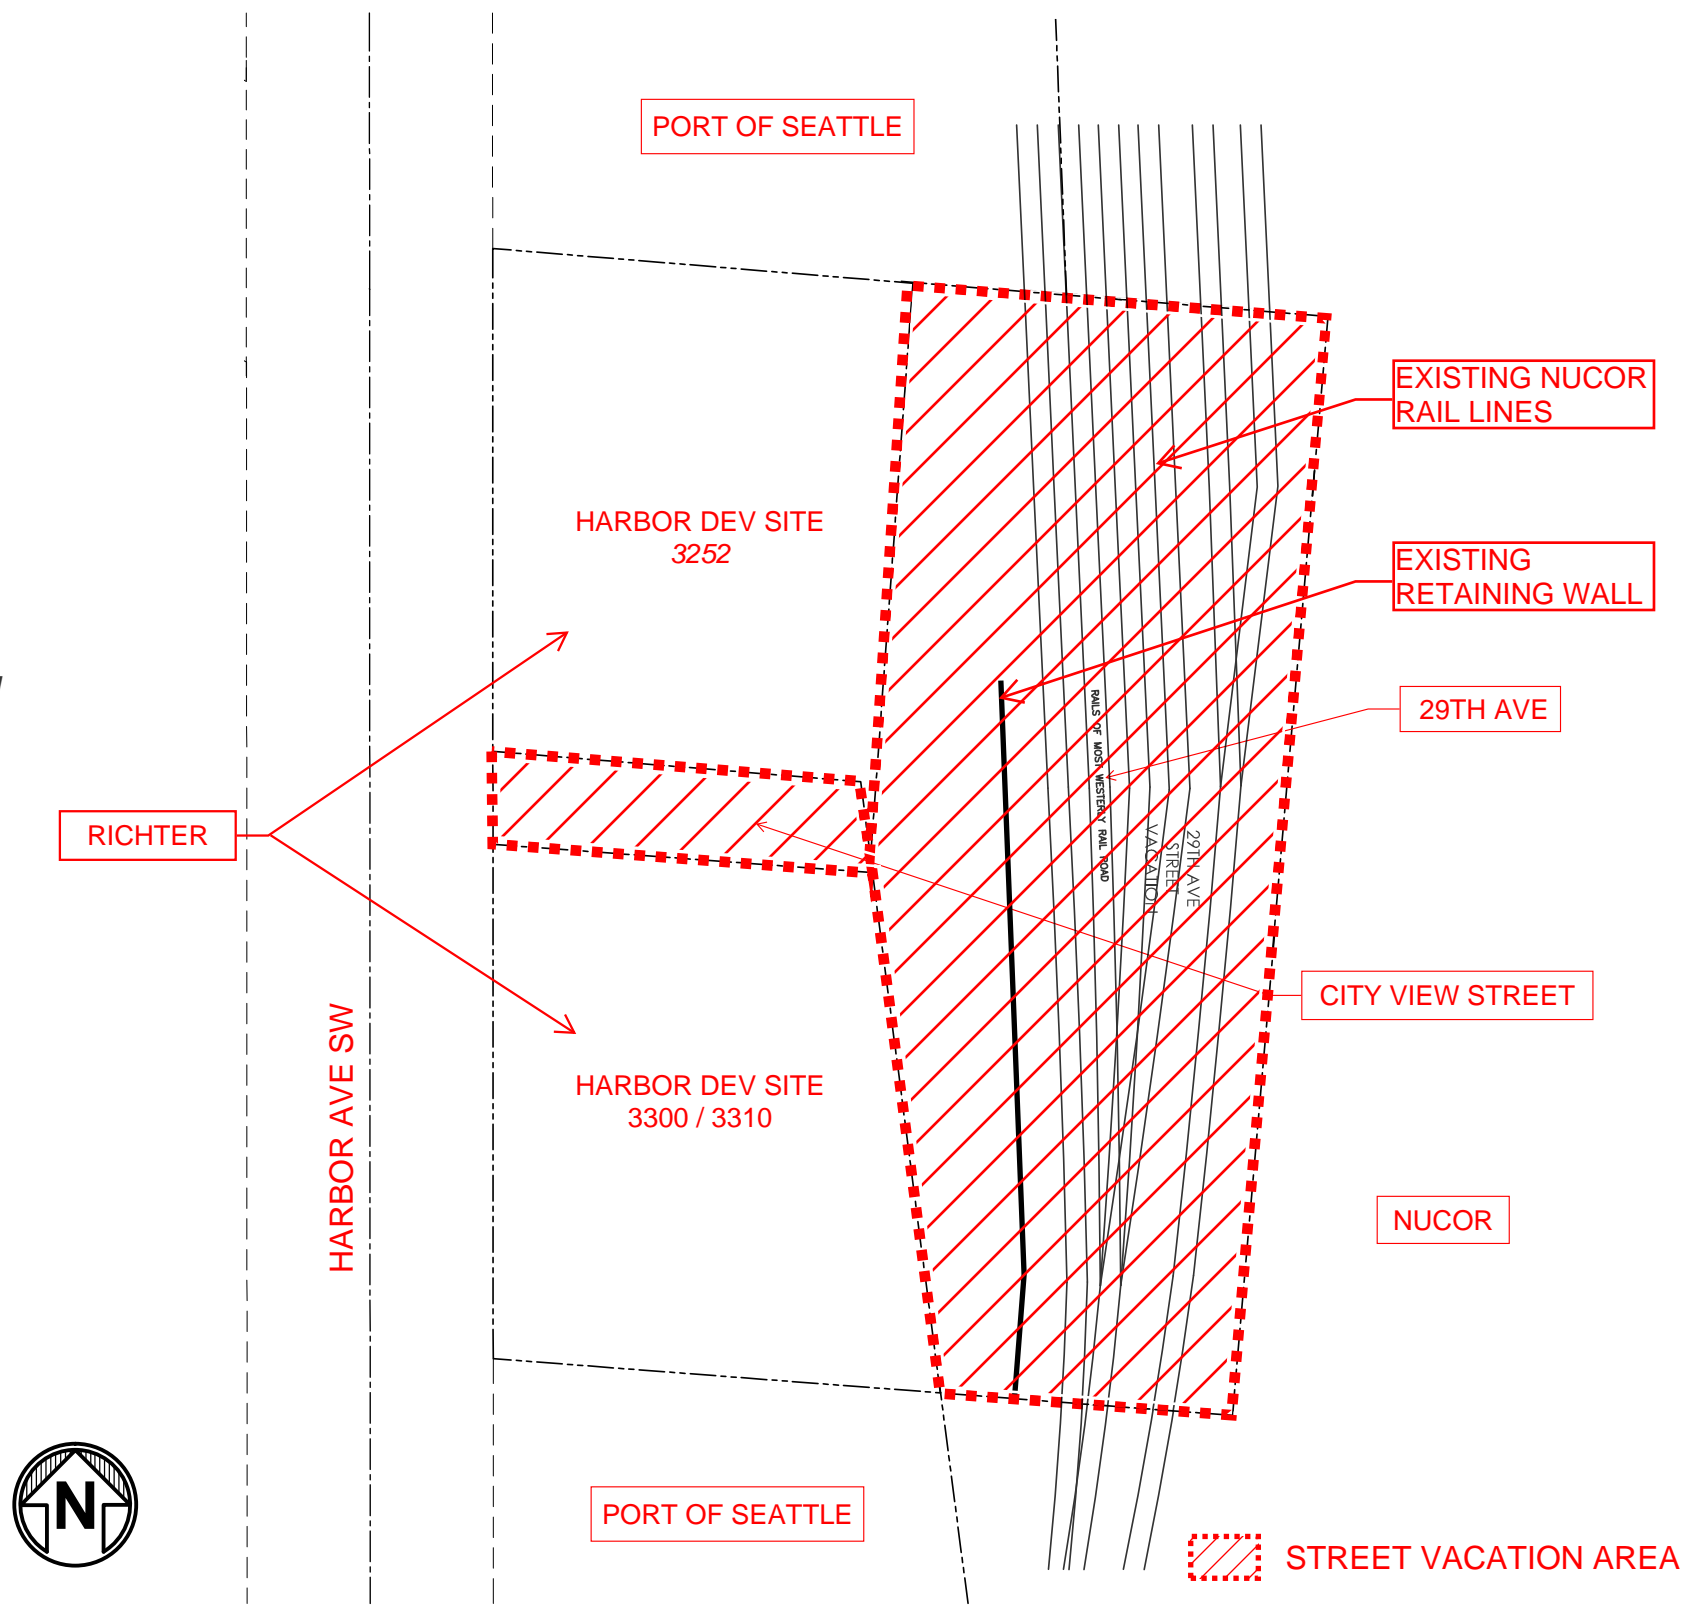 PORT OF SEATTLE
EXISTING NUCOR
RAIL LINES
HARBOR DEV SITE
3252
EXISTING
RETAINING WALL
29TH AVE
RAILS OF MOST WESTERLY RAIL ROAD
29TH AVE
STREET
VACATION
RICHTER
CITY VIEW STREET
HARBOR AVE SW
HARBOR DEV SITE
3300 / 3310
NUCOR
N
PORT OF SEATTLE
STREET VACATION AREA